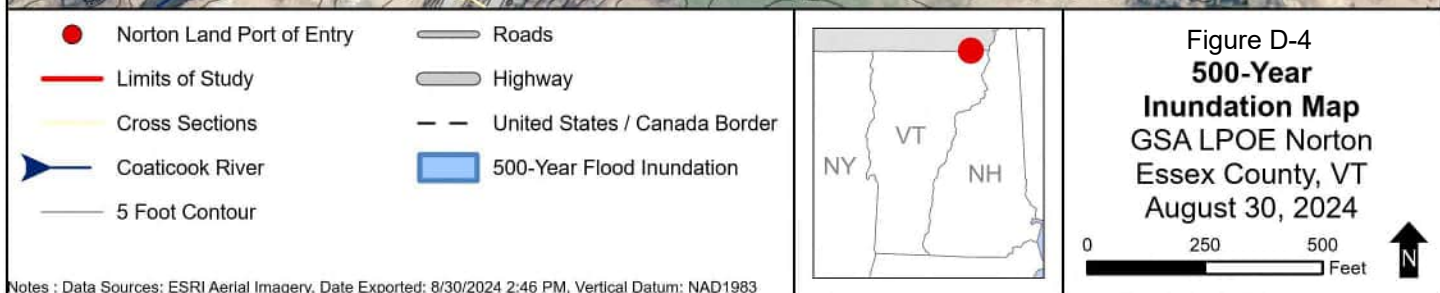 Norton Land Port of Entry
Limits of Study
Cross Sections
Coaticook River
5 Foot Contour
Roads
Highway
United States / Canada Border
500-Year Flood Inundation
Notes : Data Sources: ESRI Aerial Imagery, Date Exported: 8/30/2024 2:46 PM, Vertical Datum: NAD1983
VT
NY
NH
Figure D-4
500-Year
Inundation Map
GSA LPOE Norton
Essex County, VT
August 30, 2024
0 250 500
Feet
N